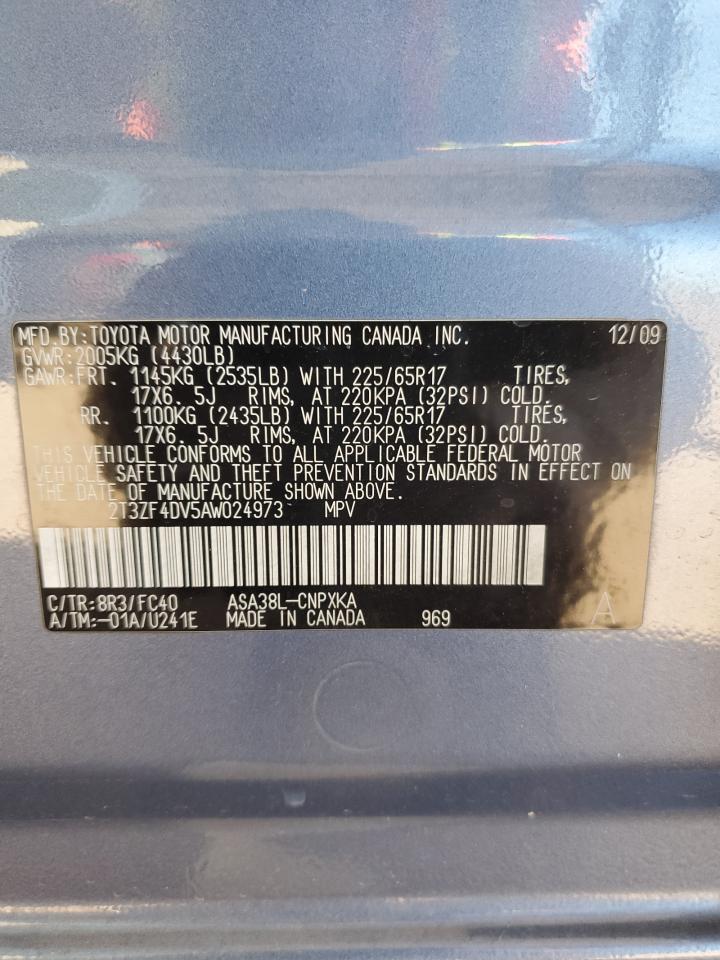 MFD.BY:TOYOTA MOTOR MANUFACTURING CANADA INC. 12/09
GVWR:2005KG (4430LB)
GAWR:FRT. 1145KG (2535LB) WITH 225/65R17 TIRES,
17X6. 5J RIMS, AT 220KPA (32PSI) COLD.
RR. 1100KG (2435LB) WITH 225/65R17 TIRES,
17X6. 5J RIMS, AT 220KPA (32PSI) COLD.
THIS VEHICLE CONFORMS TO ALL APPLICABLE FEDERAL MOTOR
VEHICLE SAFETY AND THEFT PREVENTION STANDARDS IN EFFECT ON
THE DATE OF MANUFACTURE SHOWN ABOVE.
2T3ZF4DV5AW024973 MPV
C/TR:8R3/FC40 ASA38L-CNPXKA
A/TM:-01A/U241E MADE IN CANADA 969 A